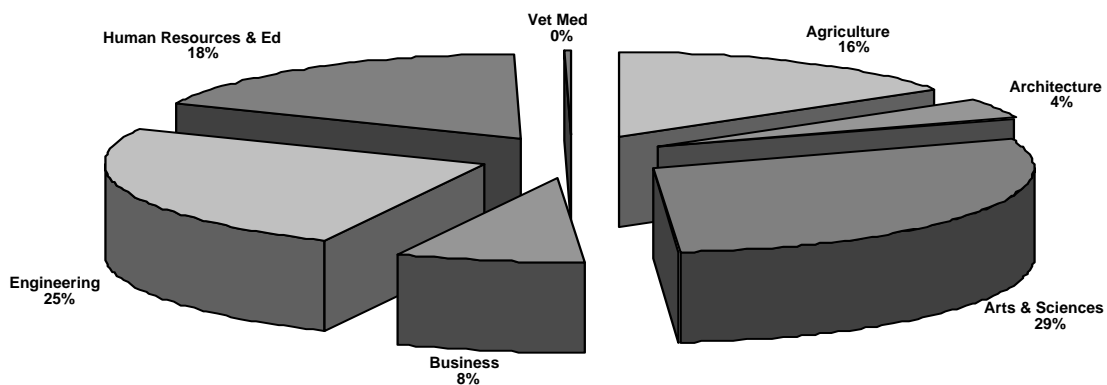 Vet Med
0%
Agriculture
16%
Architecture
4%
Arts & Sciences
29%
Business
8%
Engineering
25%
Human Resources & Ed
18%